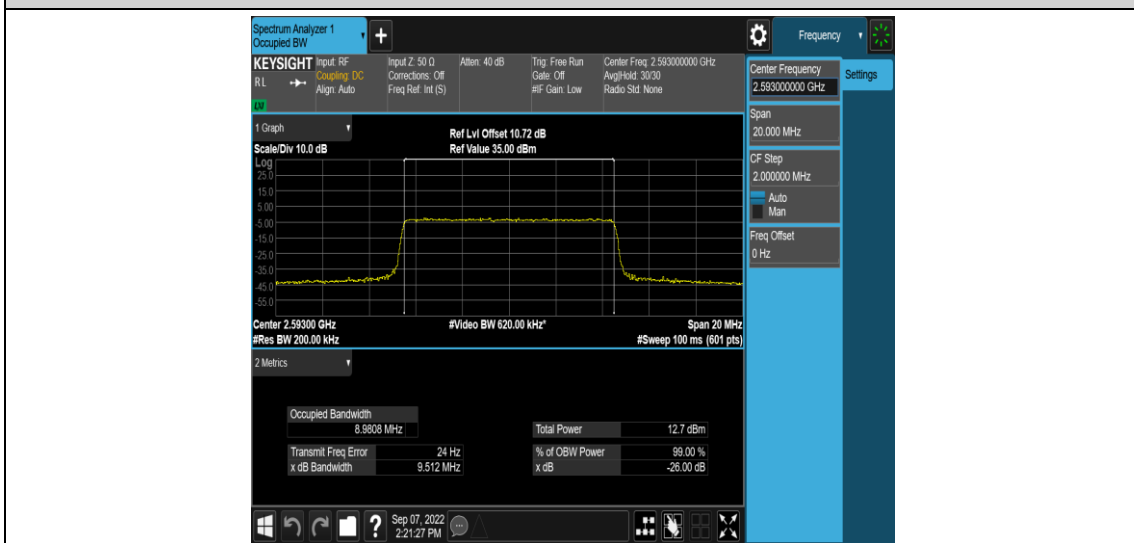 Spectrum Analyzer 1
Occupied BW
Frequency
KEYSIGHT
RL
Input: RF
Coupling: DC
Align: Auto
Input Z: 50 Ω
Corrections: Off
Freq Ref: Int (S)
Atten: 40 dB
Trig: Free Run
Gate: Off
#IF Gain: Low
Center Freq: 2.593000000 GHz
Avg|Hold: 30/30
Radio Std: None
Center Frequency
2.593000000 GHz
Settings
Span
20.000 MHz
CF Step
2.000000 MHz
Auto
Man
Freq Offset
0 Hz
1 Graph
Scale/Div 10.0 dB
Ref Lvl Offset 10.72 dB
Ref Value 35.00 dBm
Log
25.0
15.0
5.00
-5.00
-15.0
-25.0
-35.0
-45.0
-55.0
Center 2.59300 GHz
#Video BW 620.00 kHz*
Span 20 MHz
#Res BW 200.00 kHz
#Sweep 100 ms (601 pts)
2 Metrics
Occupied Bandwidth
8.9808 MHz
Total Power 12.7 dBm
Transmit Freq Error 24 Hz
% of OBW Power 99.00 %
x dB Bandwidth 9.512 MHz
x dB -26.00 dB
Sep 07, 2022
2:21:27 PM